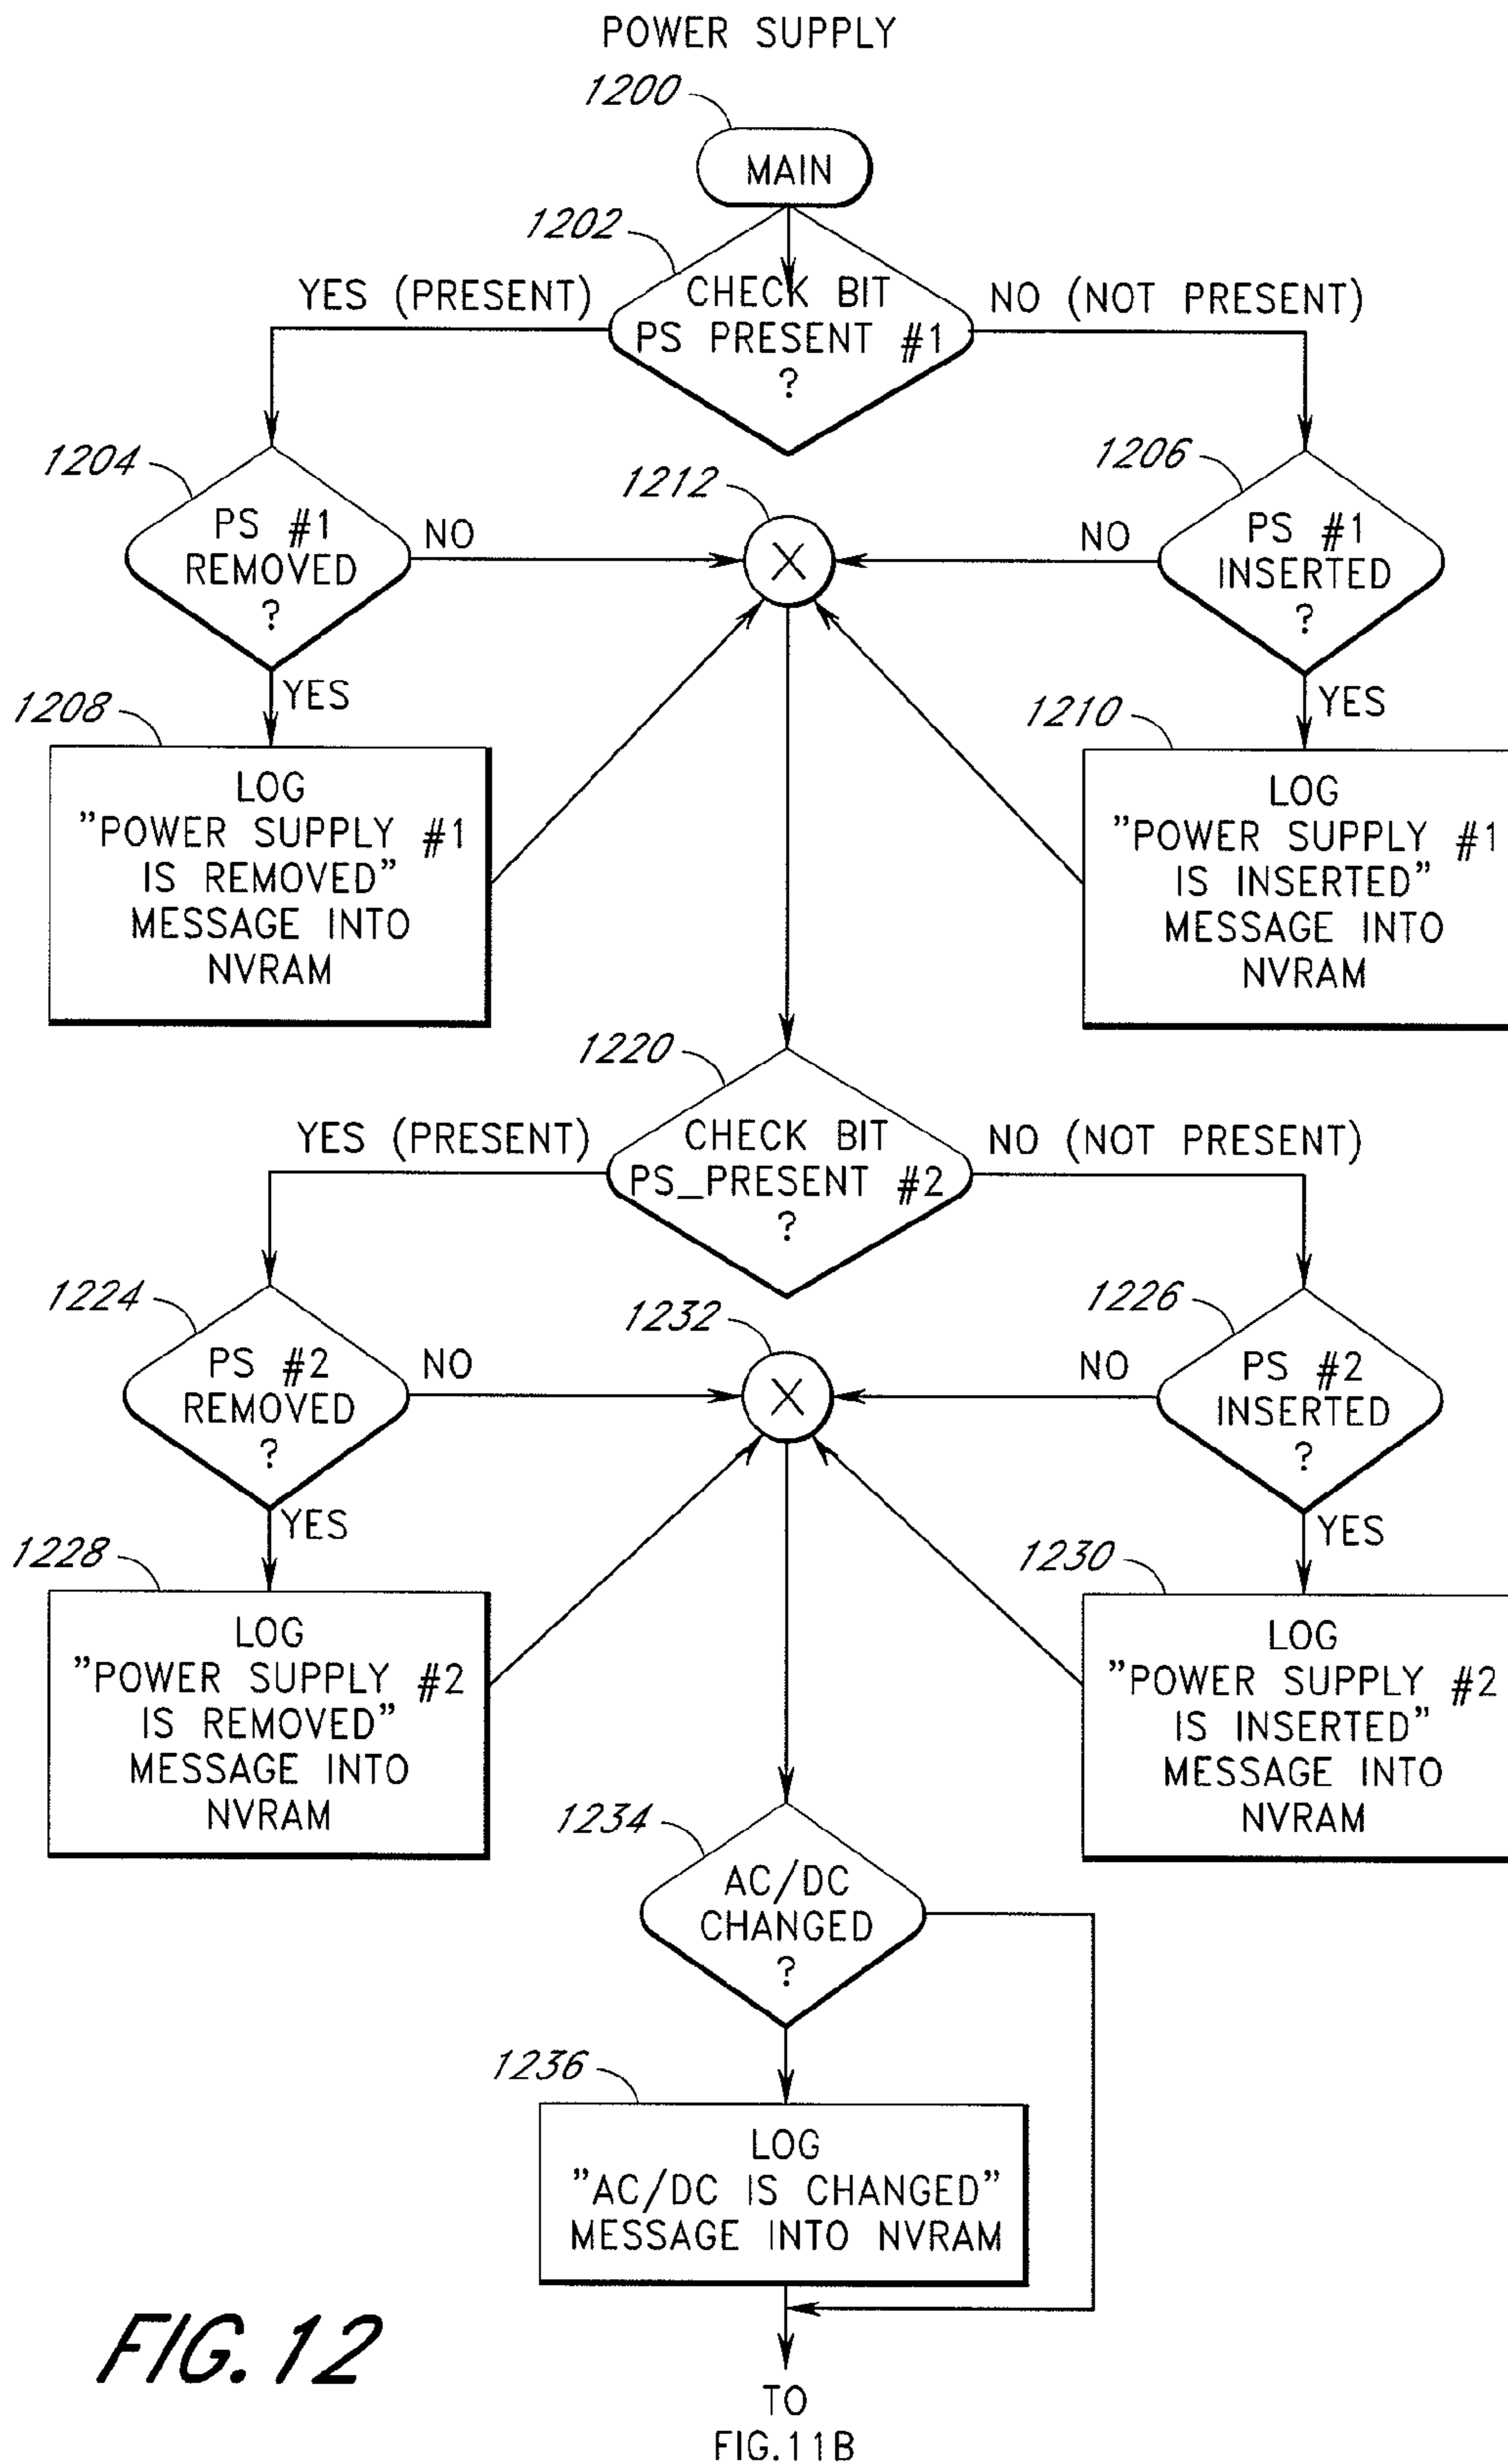 POWER SUPPLY
1200
MAIN
1202
YES (PRESENT)
CHECK BIT
PS PRESENT #1
?
NO (NOT PRESENT)
1204
PS #1
REMOVED
?
NO
1212
X
1206
NO
PS #1
INSERTED
?
YES
YES
1208
LOG
"POWER SUPPLY #1
IS REMOVED"
MESSAGE INTO
NVRAM
1210
LOG
"POWER SUPPLY #1
IS INSERTED"
MESSAGE INTO
NVRAM
1220
YES (PRESENT)
CHECK BIT
PS_PRESENT #2
?
NO (NOT PRESENT)
1224
PS #2
REMOVED
?
NO
1232
X
1226
NO
PS #2
INSERTED
?
YES
YES
1228
LOG
"POWER SUPPLY #2
IS REMOVED"
MESSAGE INTO
NVRAM
1230
LOG
"POWER SUPPLY #2
IS INSERTED"
MESSAGE INTO
NVRAM
1234
AC/DC
CHANGED
?
1236
LOG
"AC/DC IS CHANGED"
MESSAGE INTO NVRAM
FIG. 12
TO
FIG.11B